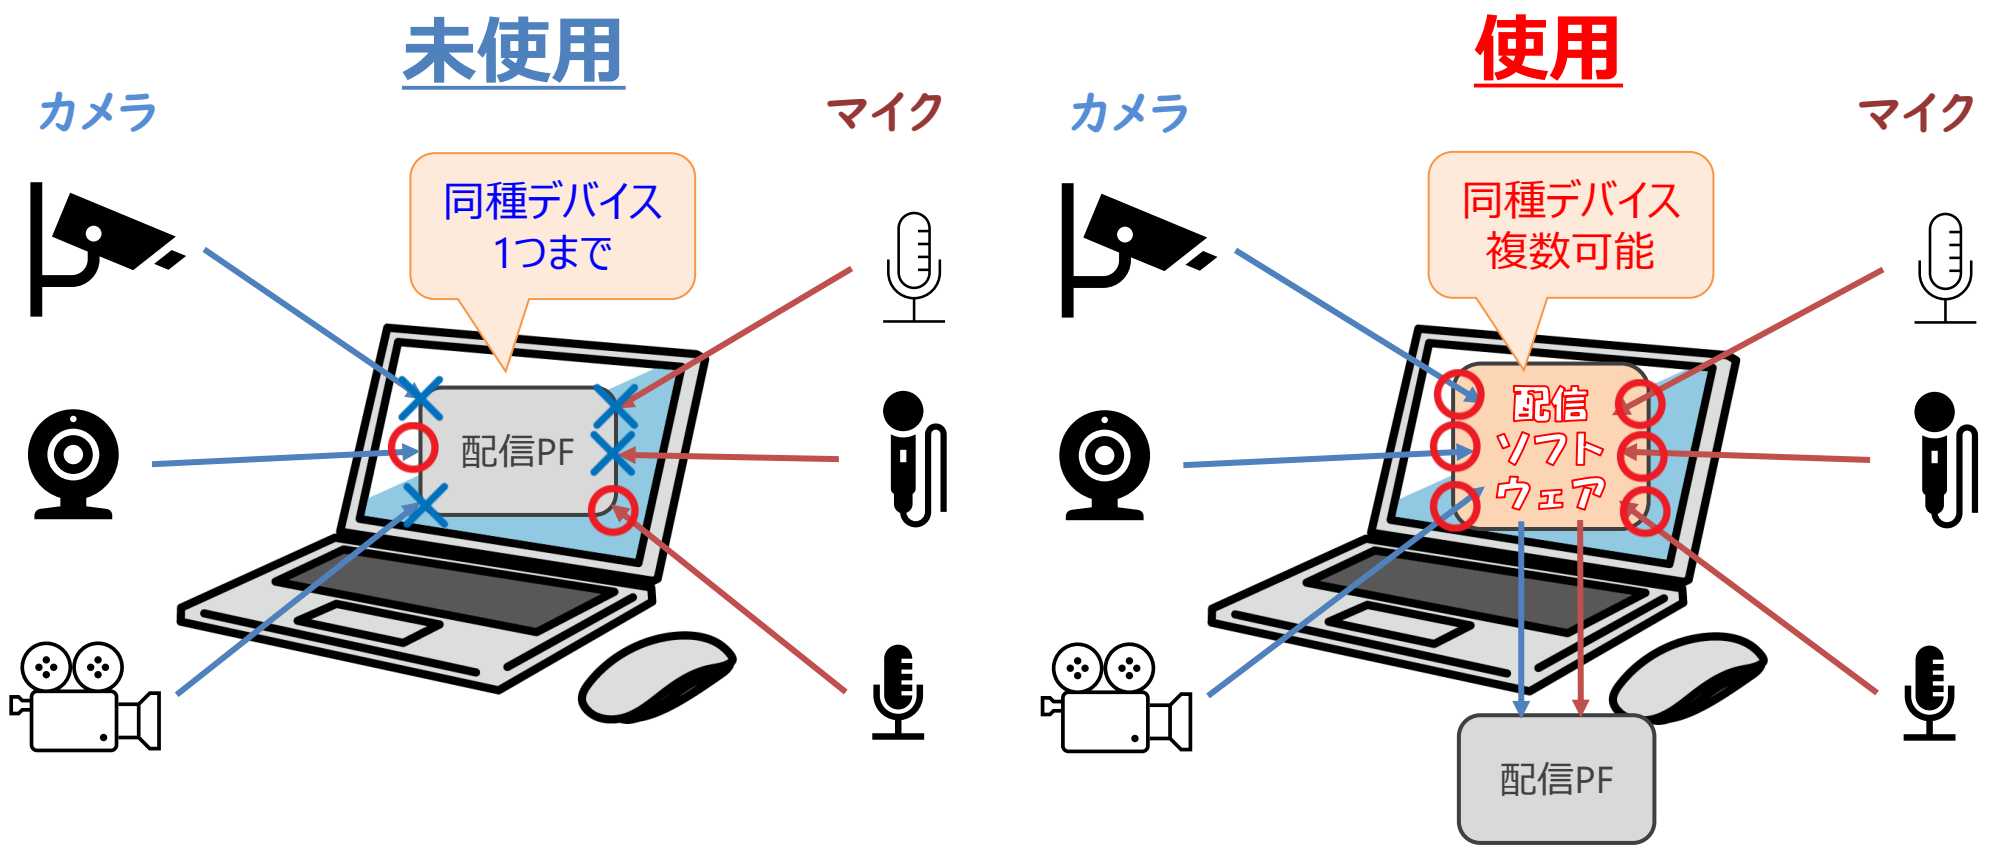 未使用
カメラ
マイク
同種デバイス
1つまで
配信PF
使用
カメラ
マイク
同種デバイス
複数可能
配信
ソフト
ウェア
配信PF